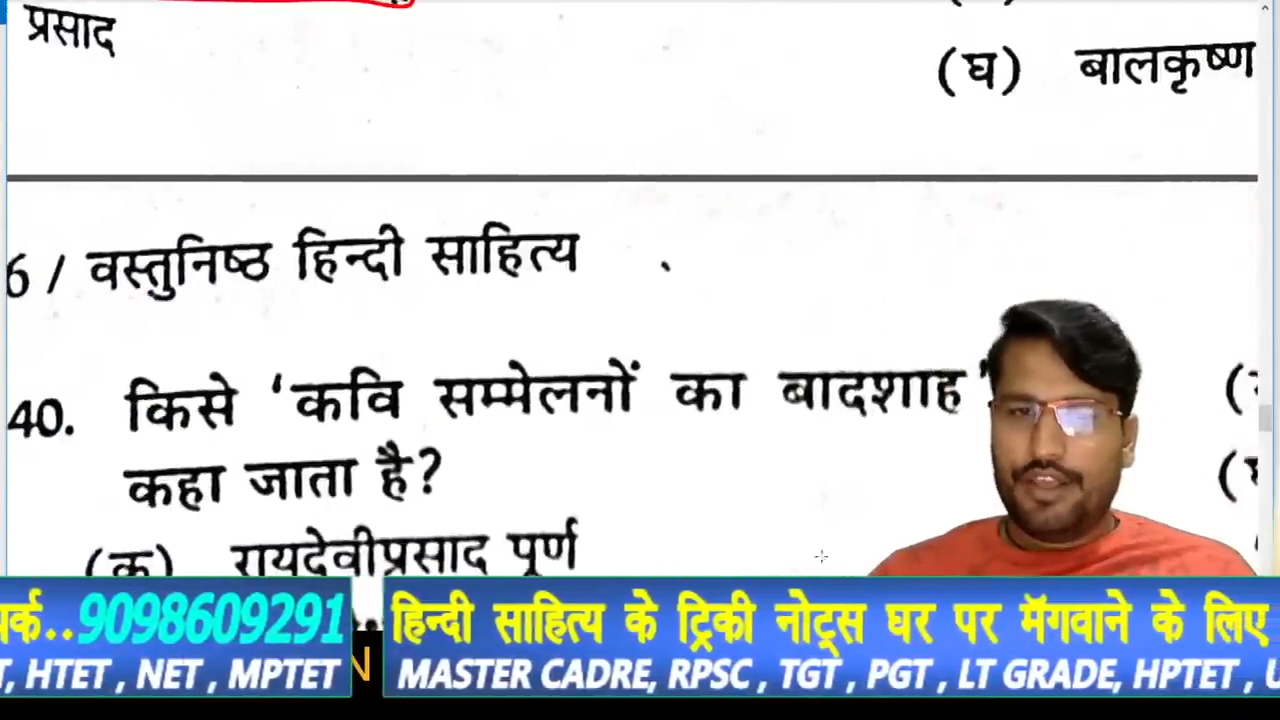 प्रसाद
(घ) बालकृष्ण
6 / वस्तुनिष्ठ हिन्दी साहित्य
40. किसे 'कवि सम्मेलनों का बादशाह'
कहा जाता है?
(क) रायदेवीप्रसाद पूर्ण
र्क..9098609291
हिन्दी साहित्य के ट्रिकी नोट्स घर पर मॅगवाने के लिए
T, HTET , NET , MPTET
N
MASTER CADRE, RPSC , TGT , PGT , LT GRADE, HPTET , U